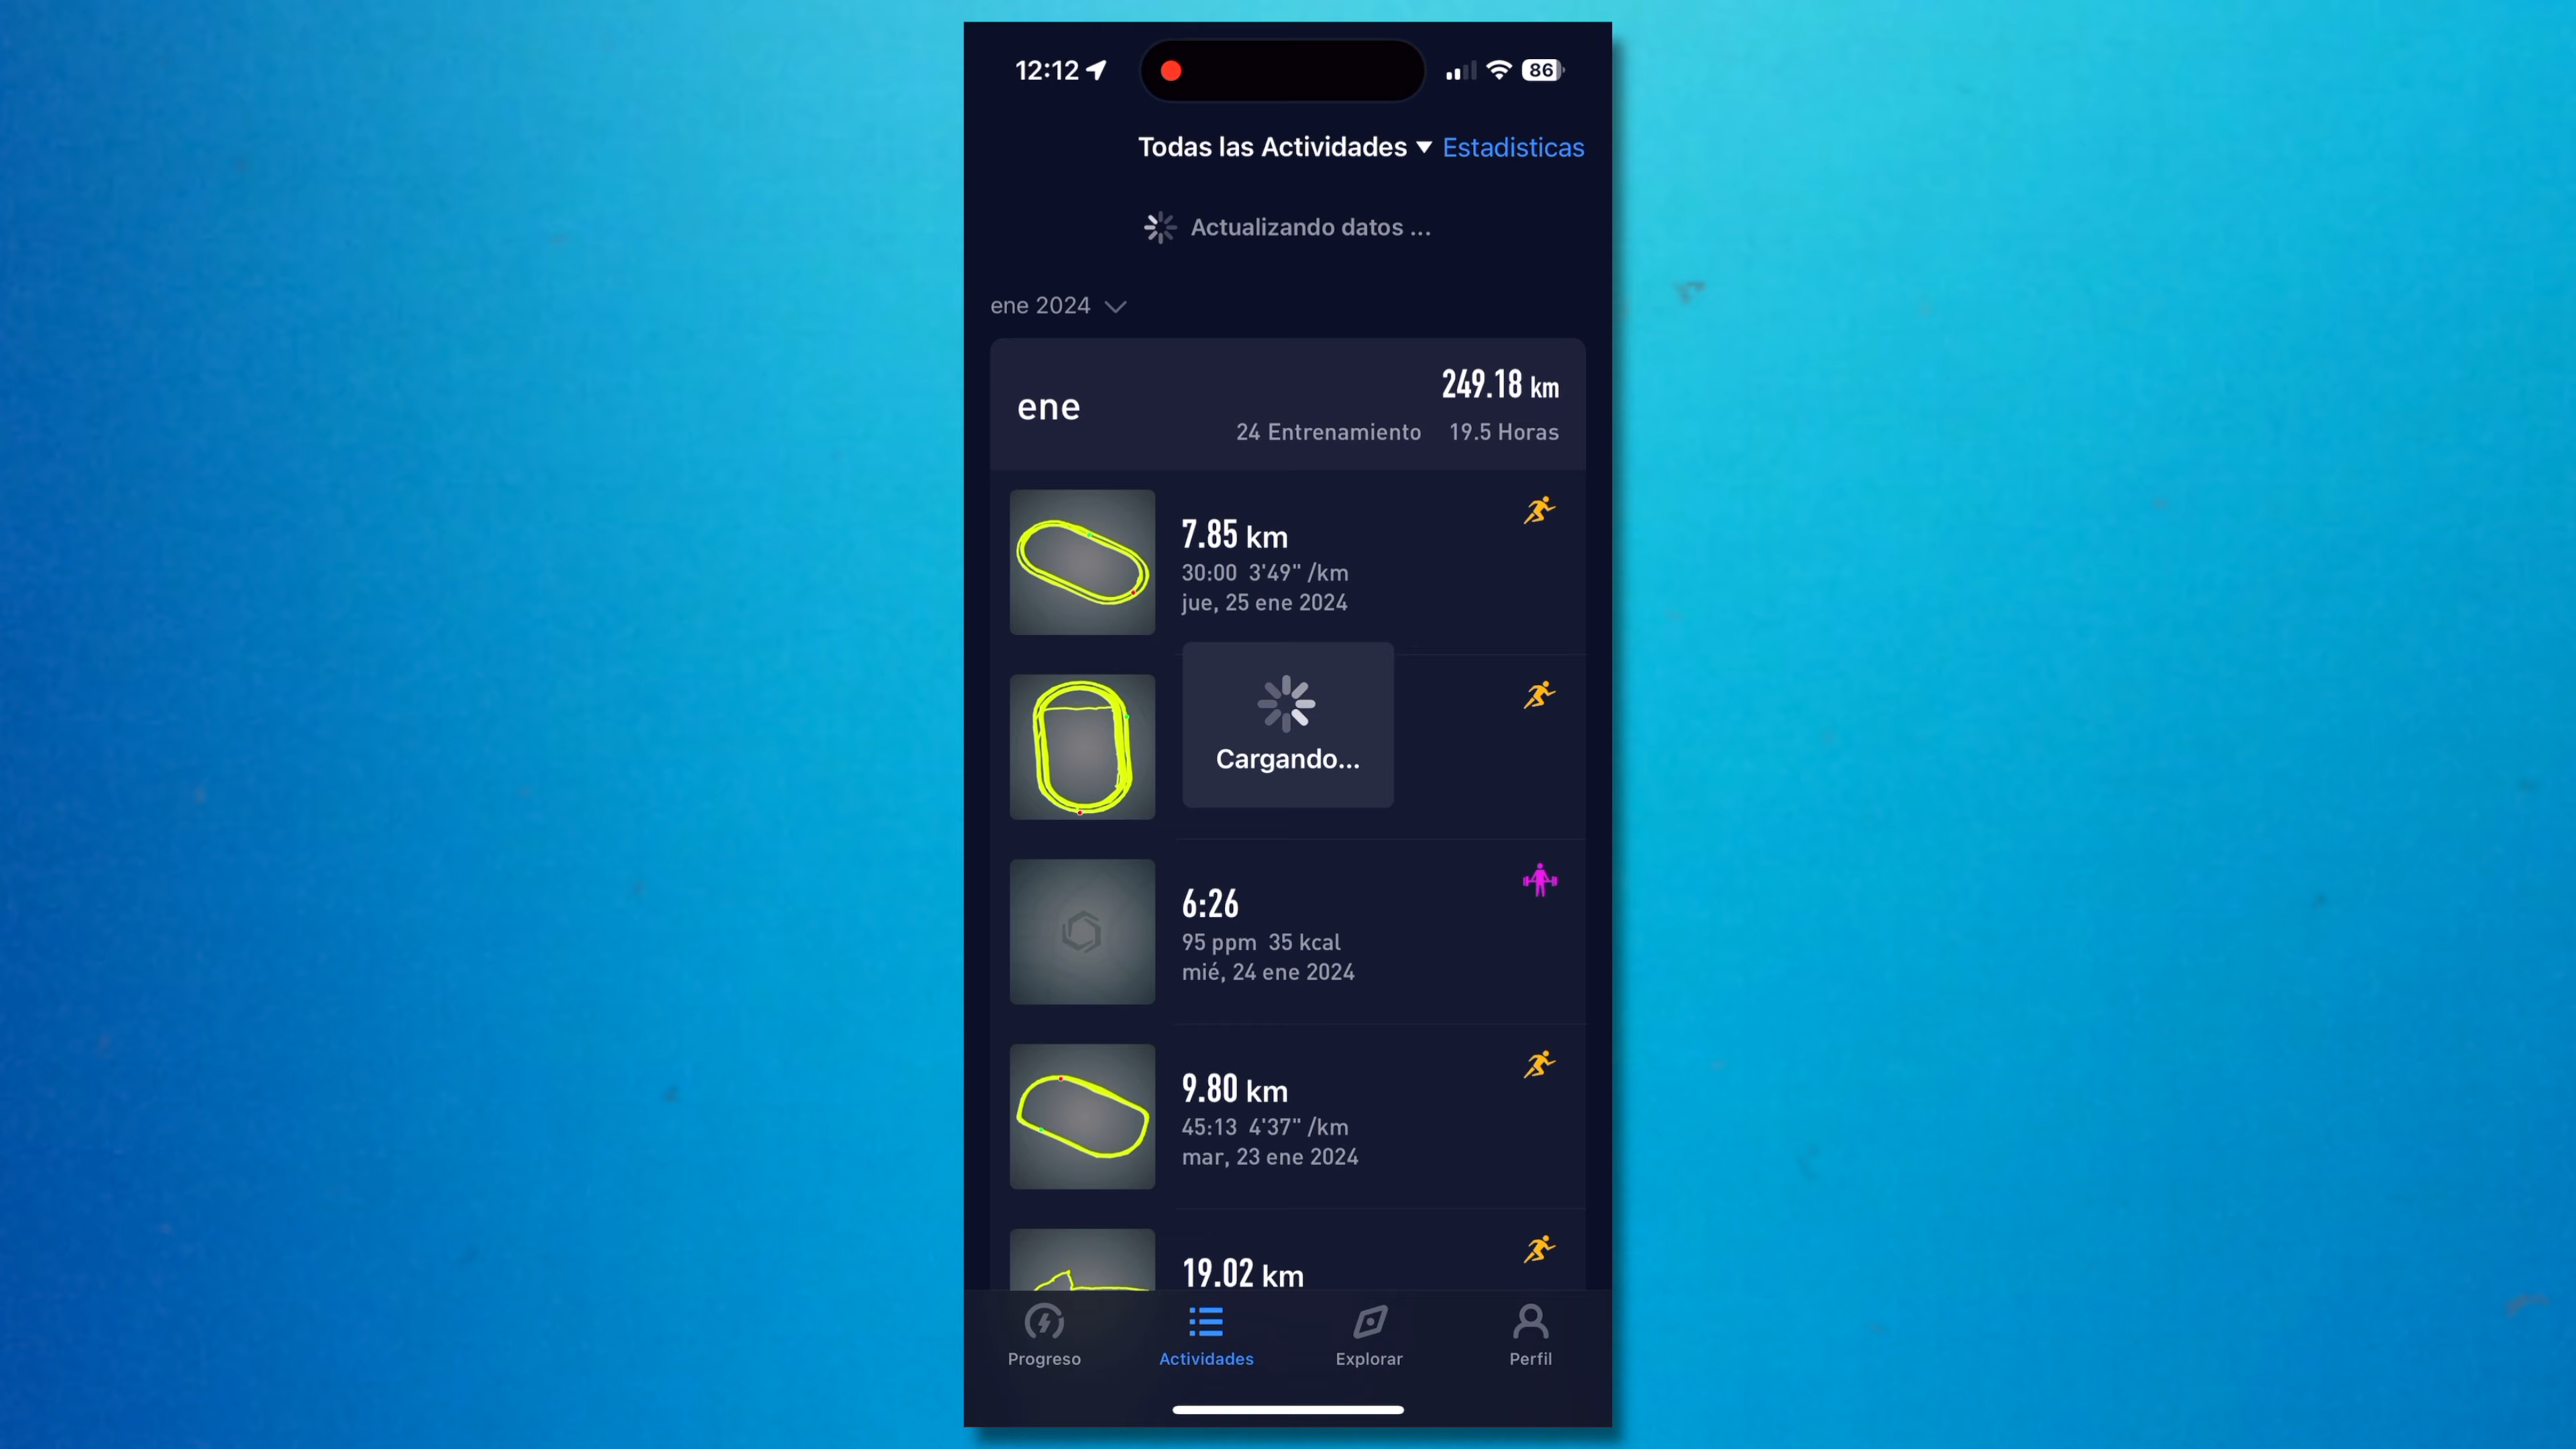 12:12
86
Todas las Actividades
Estadisticas
Actualizando datos ...
ene 2024
ene
249.18 km
24 Entrenamiento 19.5 Horas
7.85 km
30:00 3'49" /km
jue, 25 ene 2024
Cargando...
6:26
95 ppm 35 kcal
mié, 24 ene 2024
9.80 km
45:13 4'37" /km
mar, 23 ene 2024
19.02 km
Progreso
Actividades
Explorar
Perfil